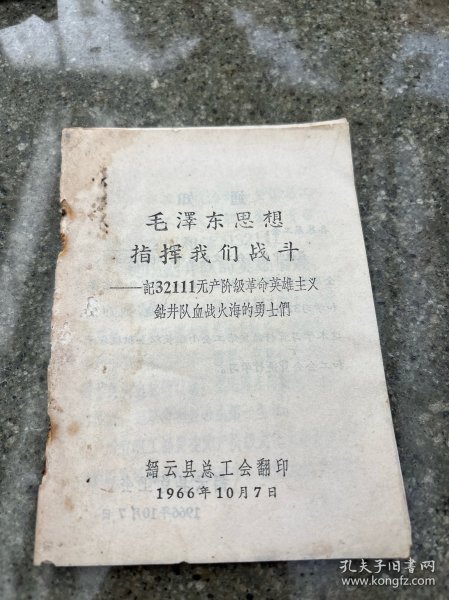 毛澤东思想
指挥我们战斗
——記32111无产阶級革命英雄主义
鉆井队血战火海的勇士們
縉云县总工会翻印
1966年10月7日
孔夫子旧书网
www.kongfz.com